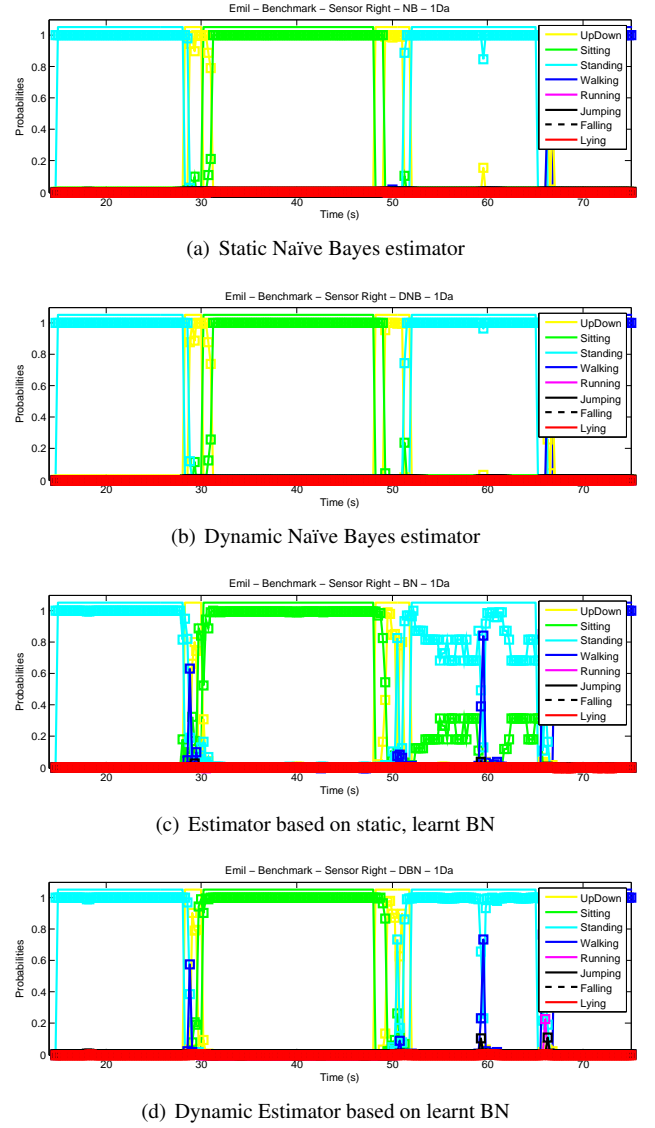 Emil − Benchmark − Sensor Right − NB − 1Da
Probabilities
1
0.8
0.6
0.4
0.2
0
20 30 40 50 60 70
Time (s)
UpDown
Sitting
Standing
Walking
Running
Jumping
Falling
Lying
(a) Static Naïve Bayes estimator
Emil − Benchmark − Sensor Right − DNB − 1Da
Probabilities
1
0.8
0.6
0.4
0.2
0
20 30 40 50 60 70
Time (s)
UpDown
Sitting
Standing
Walking
Running
Jumping
Falling
Lying
(b) Dynamic Naïve Bayes estimator
Emil − Benchmark − Sensor Right − BN − 1Da
Probabilities
1
0.8
0.6
0.4
0.2
0
20 30 40 50 60 70
Time (s)
UpDown
Sitting
Standing
Walking
Running
Jumping
Falling
Lying
(c) Estimator based on static, learnt BN
Emil − Benchmark − Sensor Right − DBN − 1Da
Probabilities
1
0.8
0.6
0.4
0.2
0
20 30 40 50 60 70
Time (s)
UpDown
Sitting
Standing
Walking
Running
Jumping
Falling
Lying
(d) Dynamic Estimator based on learnt BN